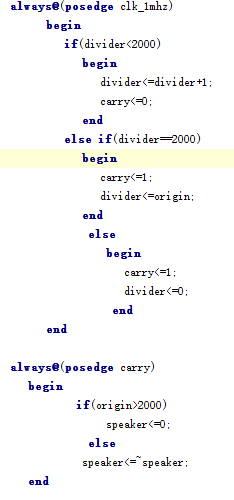 always@(posedge clk_1mhz)
begin
if(divider<2000)
begin
divider<=divider+1;
carry<=0;
end
else if(divider==2000)
begin
carry<=1;
divider<=origin;
end
else
begin
carry<=1;
divider<=0;
end
end
always@(posedge carry)
begin
if(origin>2000)
speaker<=0;
else
speaker<=~speaker;
end